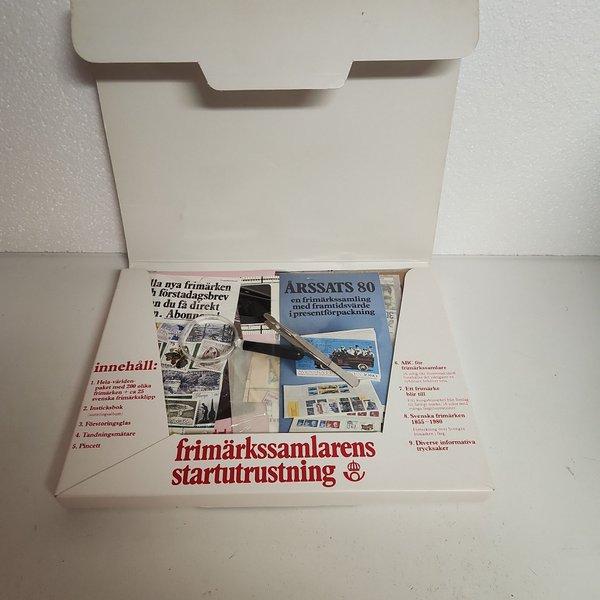 lla nya frimärken
h förstadagsbrev
an du få direkt
n. Abonnera!
ÅRSSATS 80
en frimärkssamling
med framtidsvärde
i presentförpackning
innehåll:
1. Hela-världen-
paket med 200 olika
frimärken + ca 25
svenska frimärksklipp
2. Insticksbok
3. Förstoringsglas
4. Tandningsmätare
5. Pincett
6. ABC för
frimärkssamlare
7. Ett frimärke
blir till
8. Svenska frimärken
1855–1980
9. Diverse informativa
trycksaker
frimärkssamlarens
startutrustning